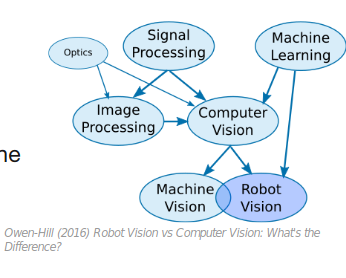 Optics
Signal
Processing
Machine
Learning
Image
Processing
Computer
Vision
ne
Machine
Vision
Robot
Vision
Owen-Hill (2016) Robot Vision vs Computer Vision: What's the
Difference?